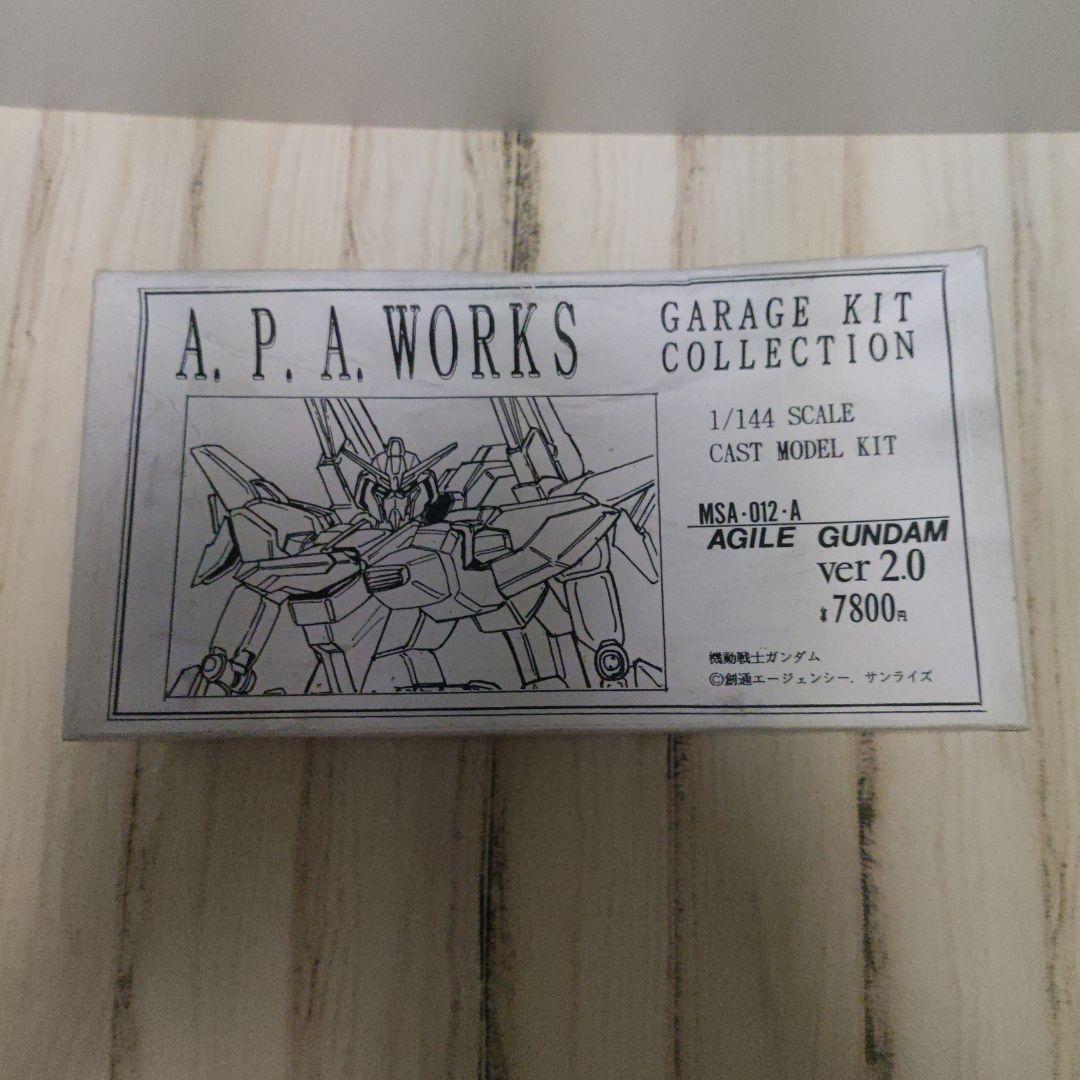 A. P. A. WORKS
GARAGE KIT
COLLECTION
1/144 SCALE
CAST MODEL KIT
MSA・012・A
AGILE GUNDAM
ver 2.0
¥7800円
機動戦士ガンダム
©創通エージェンシー. サンライズ